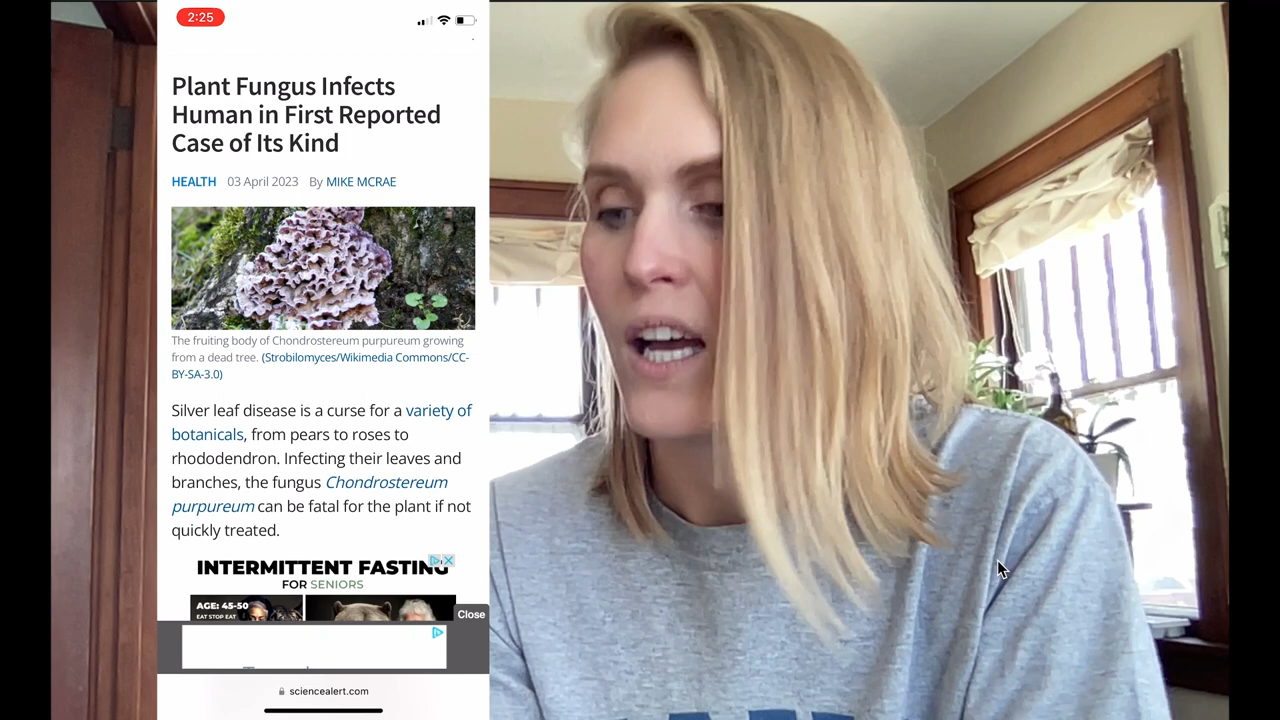 2:25
Plant Fungus Infects
Human in First Reported
Case of Its Kind
HEALTH 03 April 2023 By MIKE MCRAE
The fruiting body of Chondrostereum purpureum growing
from a dead tree. (Strobilomyces/Wikimedia Commons/CC-
BY-SA-3.0)
Silver leaf disease is a curse for a variety of
botanicals, from pears to roses to
rhododendron. Infecting their leaves and
branches, the fungus Chondrostereum
purpureum can be fatal for the plant if not
quickly treated.
INTERMITTENT FASTING
FOR SENIORS
AGE: 45-50
EAT STOP EAT
Close
sciencealert.com